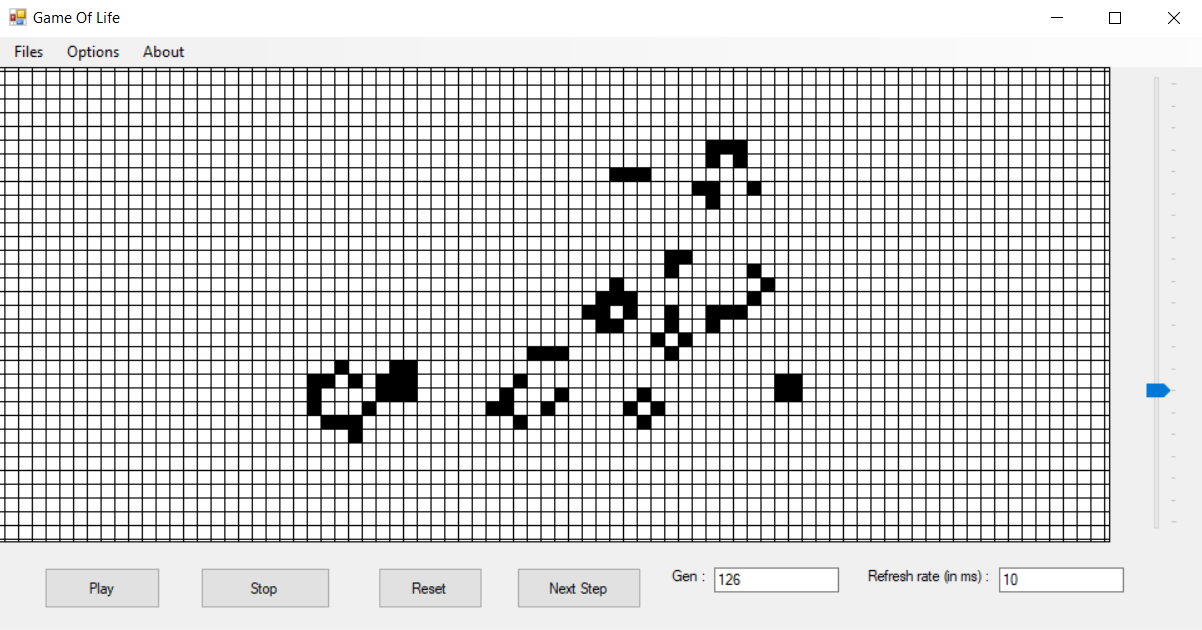 Game Of Life
Files Options About
Play Stop Reset Next Step Gen : 126 Refresh rate (in ms) : 10